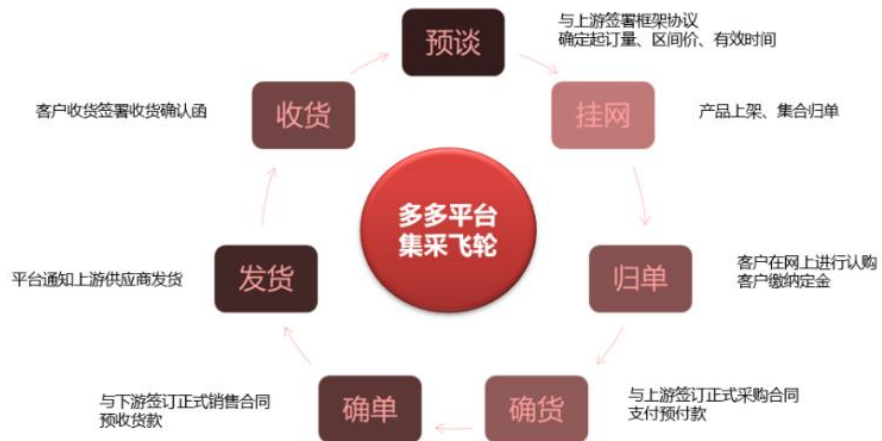 预谈
与上游签署框架协议
确定起订量、区间价、有效时间
挂网
产品上架、集合归单
归单
客户在网上进行认购
客户缴纳定金
确货
与上游签订正式采购合同
支付预付款
确单
与下游签订正式销售合同
预收货款
发货
平台通知上游供应商发货
收货
客户收货签署收货确认函
多多平台
集采飞轮